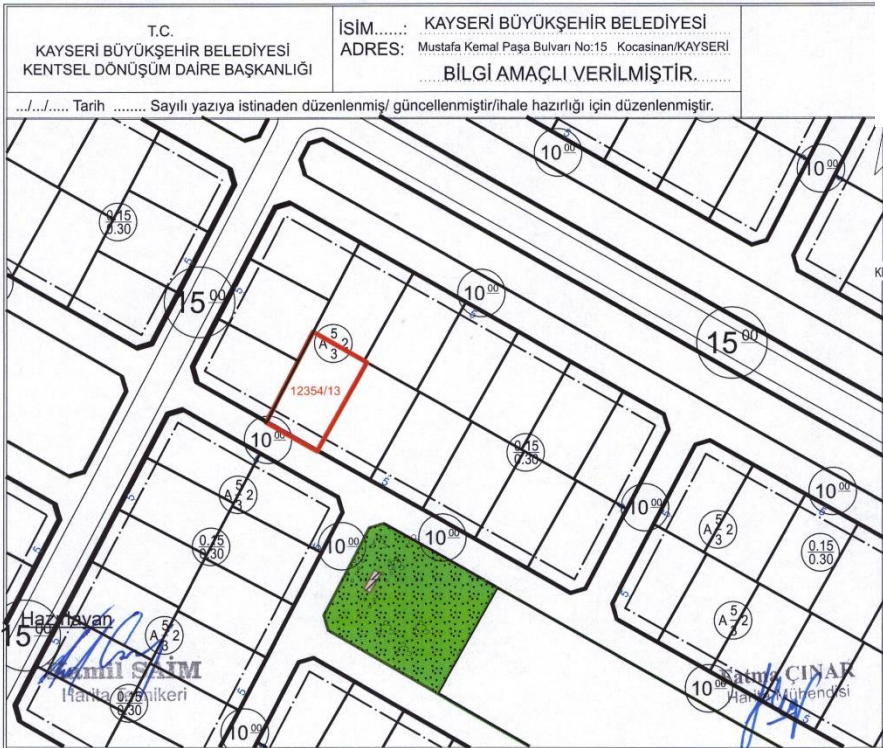 T.C.
KAYSERİ BÜYÜKŞEHİR BELEDİYESİ
KENTSEL DÖNÜŞÜM DAİRE BAŞKANLIĞI
İSİM.....: KAYSERİ BÜYÜKŞEHİR BELEDİYESİ
ADRES: Mustafa Kemal Paşa Bulvarı No:15 Kocasinan/KAYSERİ
BİLGİ AMAÇLI VERİLMİŞTİR.
.../.../..... Tarih ........ Sayılı yazıya istinaden düzenlenmiş/ güncellenmiştir/ihale hazırlığı için düzenlenmiştir.
10 00
10 00
0.15
0.30
15 00
10 00
15 00
5
A 2
3
12354/13
10 00
0.15
0.30
10 00
10 00
5
A 2
3
10 00
10 00
5
A 2
3
0.15
0.30
0.15
0.30
5
A 2
3
Hazırlayan
15 00
5
A 2
3
SAİM
Harita Teknikeri
0.15
0.30
10 00
Fatma ÇINAR
Harita Mühendisi
10 00